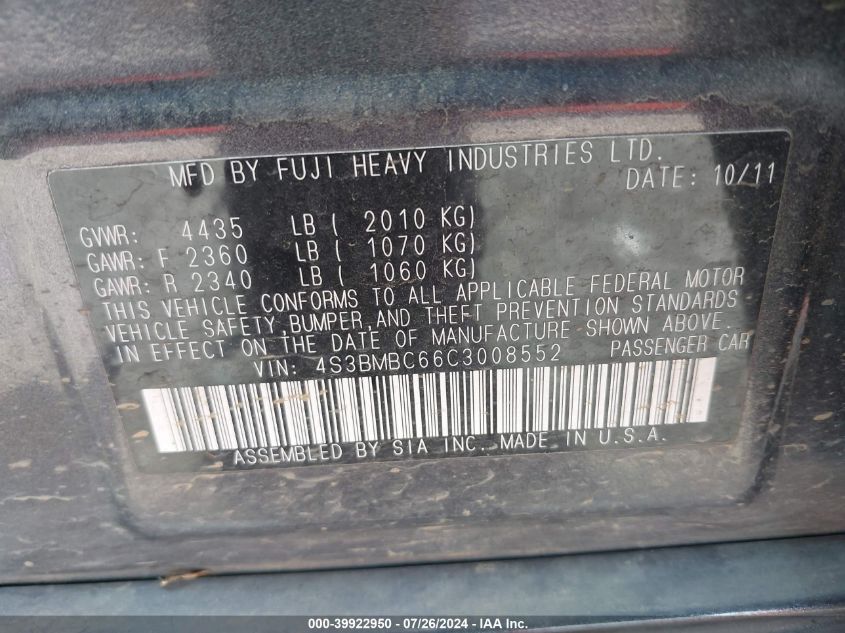 MFD BY FUJI HEAVY INDUSTRIES LTD.
DATE: 10/11
GVWR: 4435 LB ( 2010 KG)
GAWR: F 2360 LB ( 1070 KG)
GAWR: R 2340 LB ( 1060 KG)
THIS VEHICLE CONFORMS TO ALL APPLICABLE FEDERAL MOTOR
VEHICLE SAFETY, BUMPER, AND THEFT PREVENTION STANDARDS
IN EFFECT ON THE DATE OF MANUFACTURE SHOWN ABOVE.
VIN: 4S3BMBC66C3008552 PASSENGER CAR
ASSEMBLED BY SIA INC. MADE IN U.S.A.
000-39922950 / 07/26/2024 - IAA Inc.